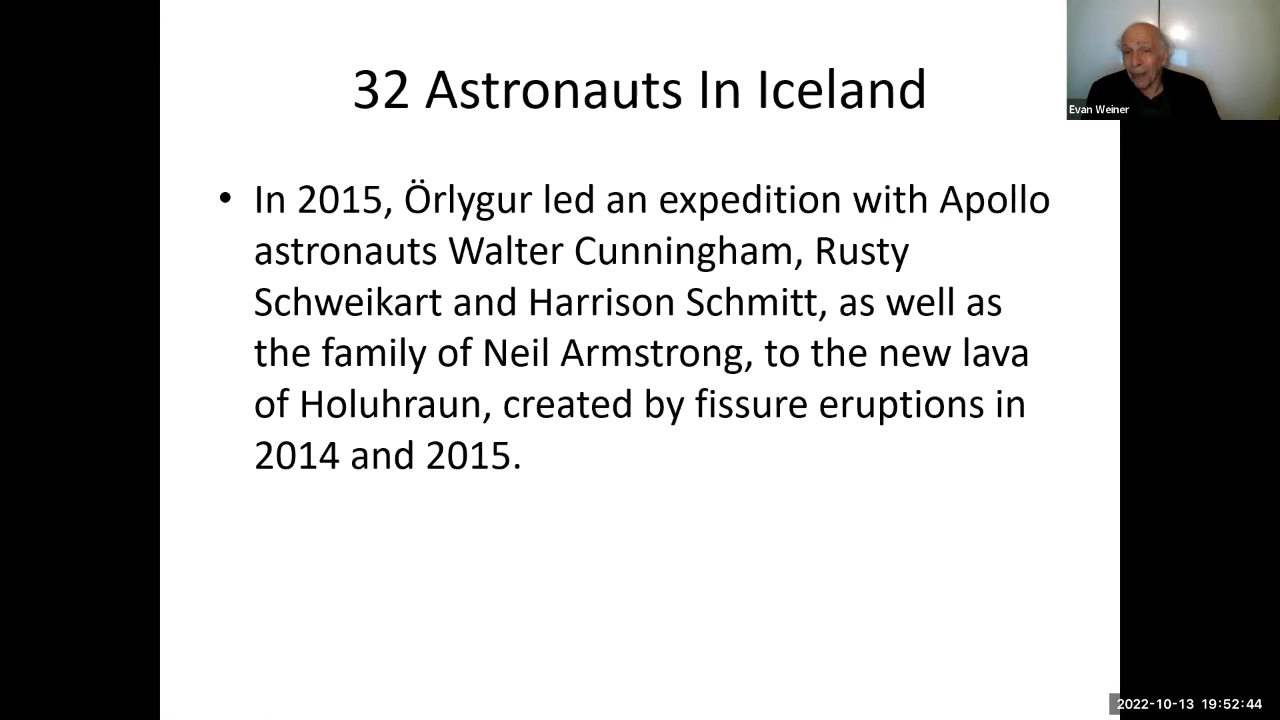 32 Astronauts In Iceland
Evan Weiner
• In 2015, Örlygur led an expedition with Apollo
astronauts Walter Cunningham, Rusty
Schweikart and Harrison Schmitt, as well as
the family of Neil Armstrong, to the new lava
of Holuhraun, created by fissure eruptions in
2014 and 2015.
2022-10-13 19:52:44